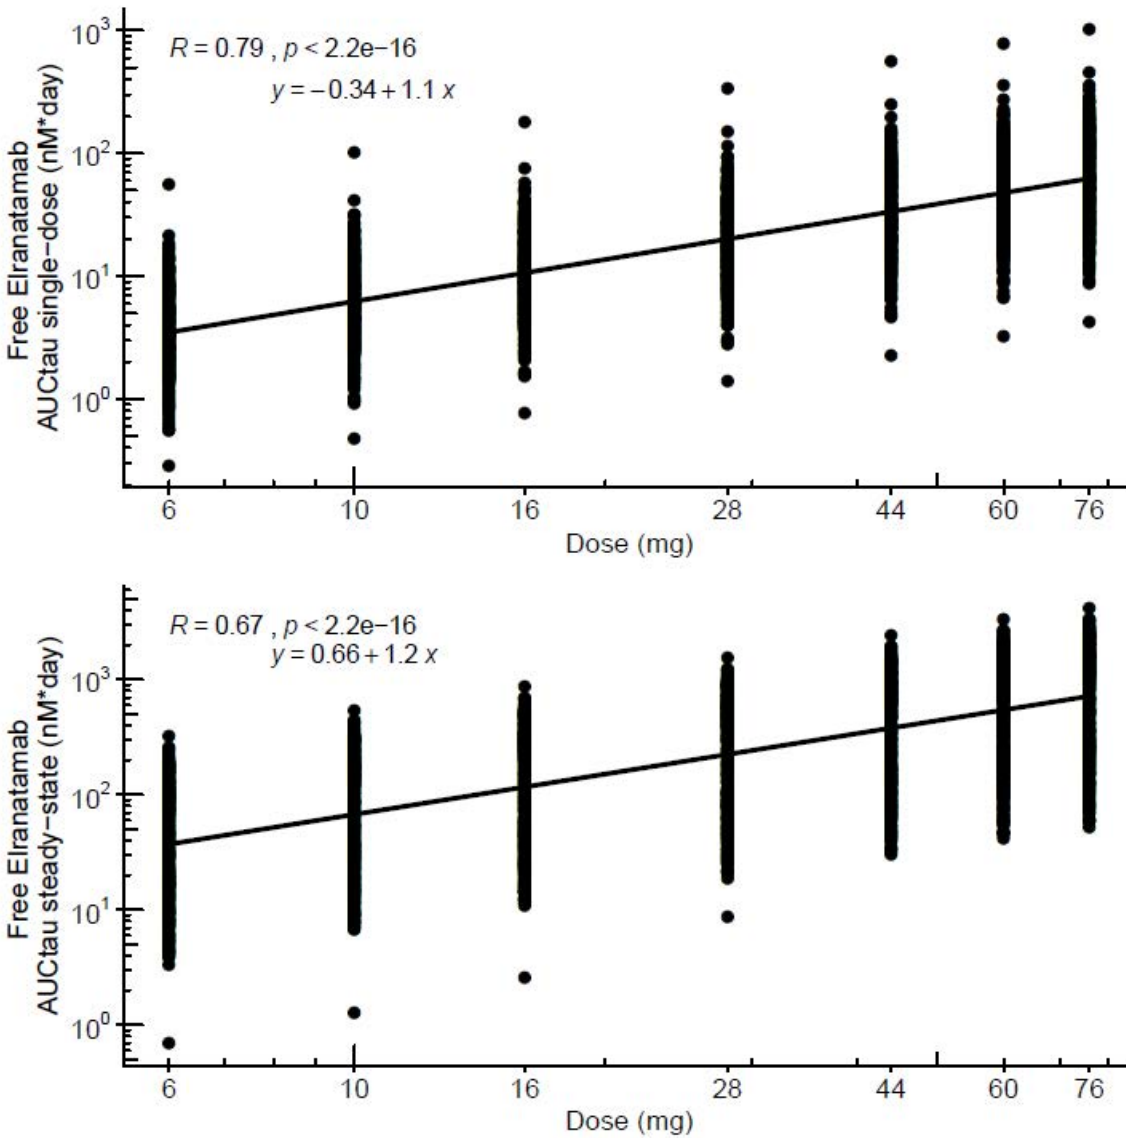 Free Elranatamab
AUCtau single−dose (nM*day)
10³
10²
10¹
10⁰
R = 0.79 , p < 2.2e−16
y = −0.34 + 1.1 x
6 10 16 28 44 60 76
Dose (mg)
Free Elranatamab
AUCtau steady−state (nM*day)
10³
10²
10¹
10⁰
R = 0.67 , p < 2.2e−16
y = 0.66 + 1.2 x
6 10 16 28 44 60 76
Dose (mg)